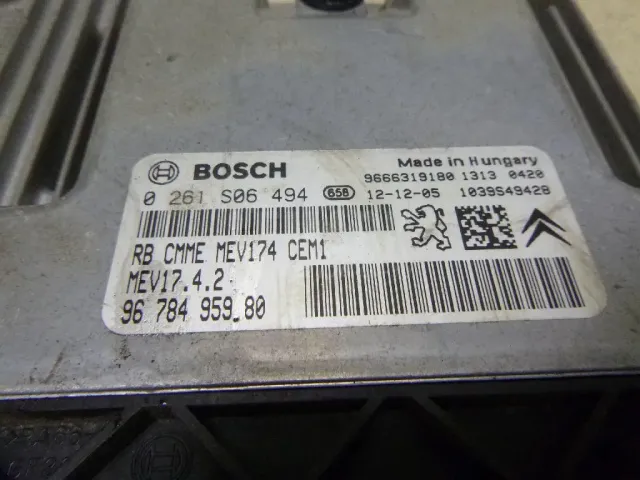 BOSCH
Made in Hungary
9666319180 1313 0420
0 261 S06 494 658 12-12-05 1039S49428
RB CMME MEV174 CEM1
MEV17.4.2
96 784 959 80